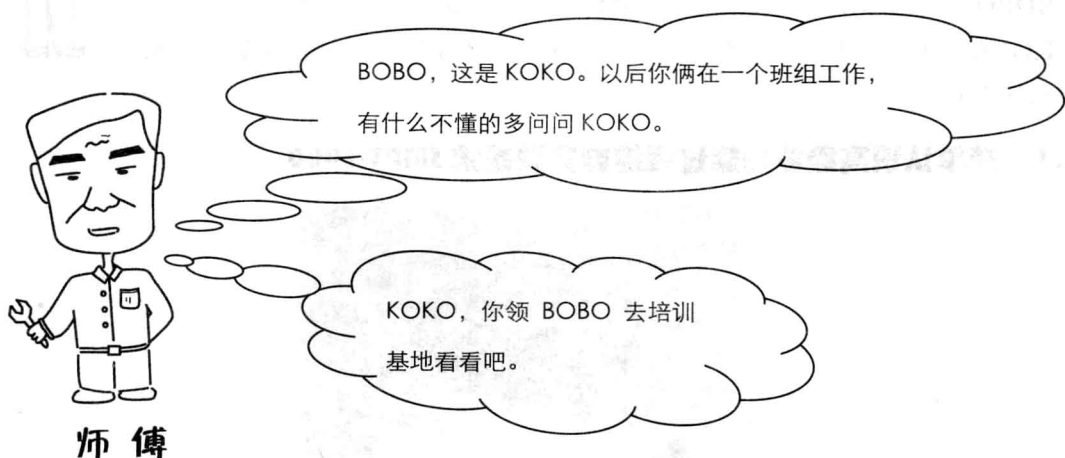 BOBO，这是 KOKO。以后你俩在一个班组工作，
有什么不懂的多问问 KOKO。
KOKO，你领 BOBO 去培训
基地看看吧。
师傅